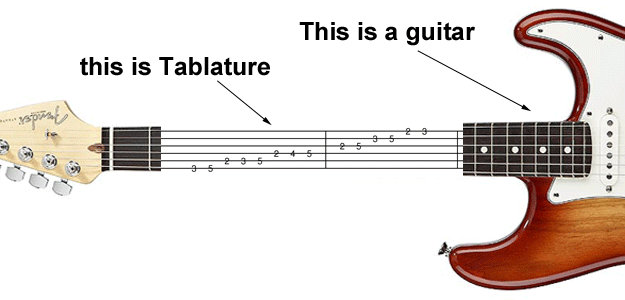 This is a guitar
this is Tablature
Fender
3 5 2 3 5 2 4 5 2 5 3 5 2 3